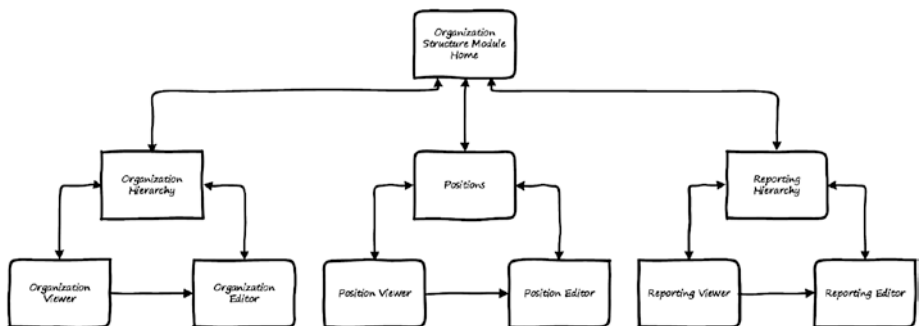 Organization
Structure Module
Home
Organization
Hierarchy
Positions
Reporting
Hierarchy
Organization
Viewer
Organization
Editor
Position Viewer
Position Editor
Reporting Viewer
Reporting Editor